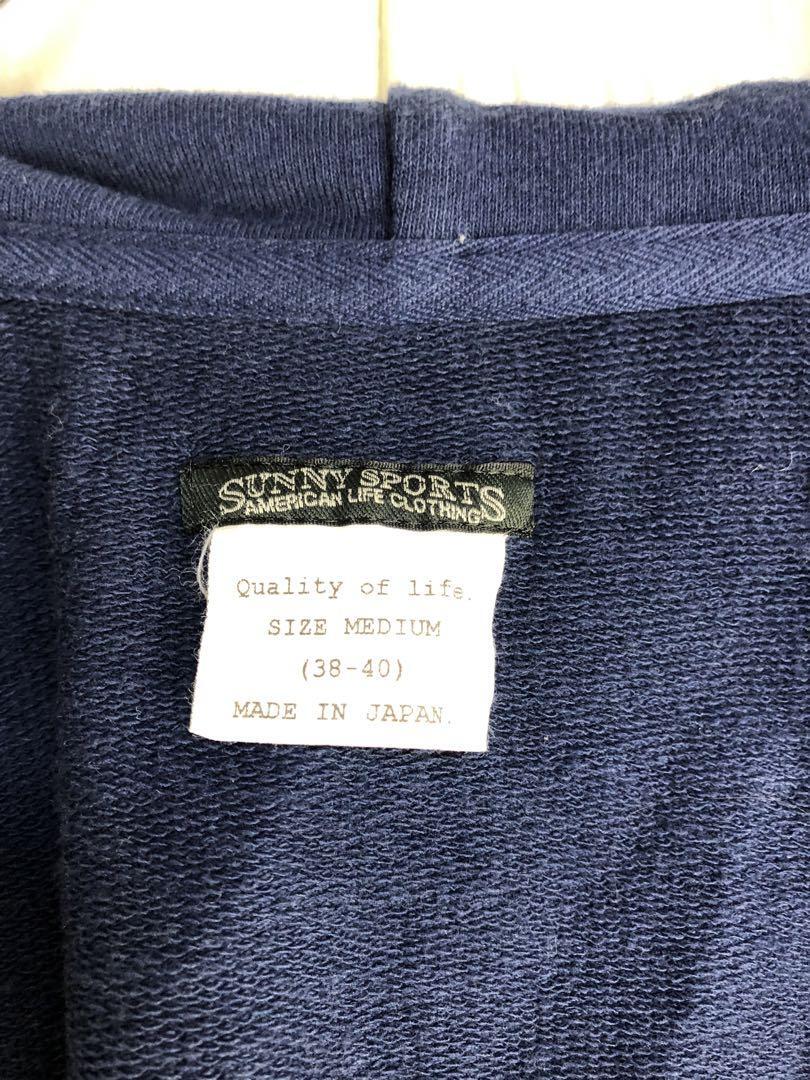 SUNNY SPORTS
AMERICAN LIFE CLOTHING
Quality of life.
SIZE MEDIUM
(38-40)
MADE IN JAPAN.